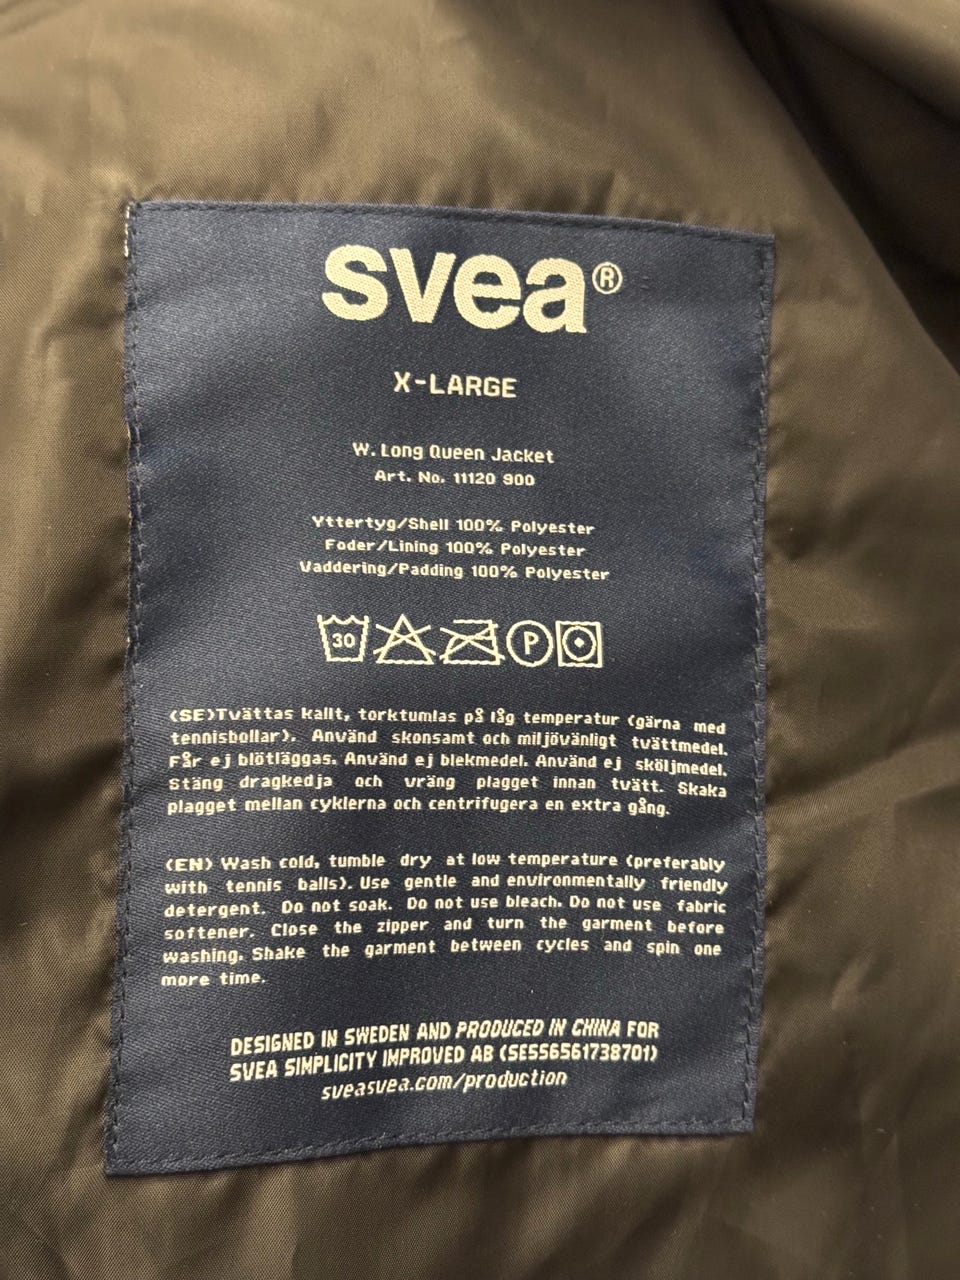 svea®
X-LARGE
W. Long Queen Jacket
Art. No. 11120 900
Yttertyg/Shell 100% Polyester
Foder/Lining 100% Polyester
Vaddering/Padding 100% Polyester
30 P
(SE)Tvättas kallt, torktumlas på låg temperatur (gärna med
tennisbollar). Använd skonsamt och miljövänligt tvättmedel.
Får ej blötläggas. Använd ej blekmedel. Använd ej sköljmedel.
Stäng dragkedja och vräng plagget innan tvätt. Skaka
plagget mellan cyklerna och centrifugera en extra gång.
(EN) Wash cold, tumble dry at low temperature (preferably
with tennis balls). Use gentle and environmentally friendly
detergent. Do not soak. Do not use bleach. Do not use fabric
softener. Close the zipper and turn the garment before
washing. Shake the garment between cycles and spin one
more time.
DESIGNED IN SWEDEN AND PRODUCED IN CHINA FOR
SVEA SIMPLICITY IMPROVED AB (SE556561738701)
sveasvea.com/production